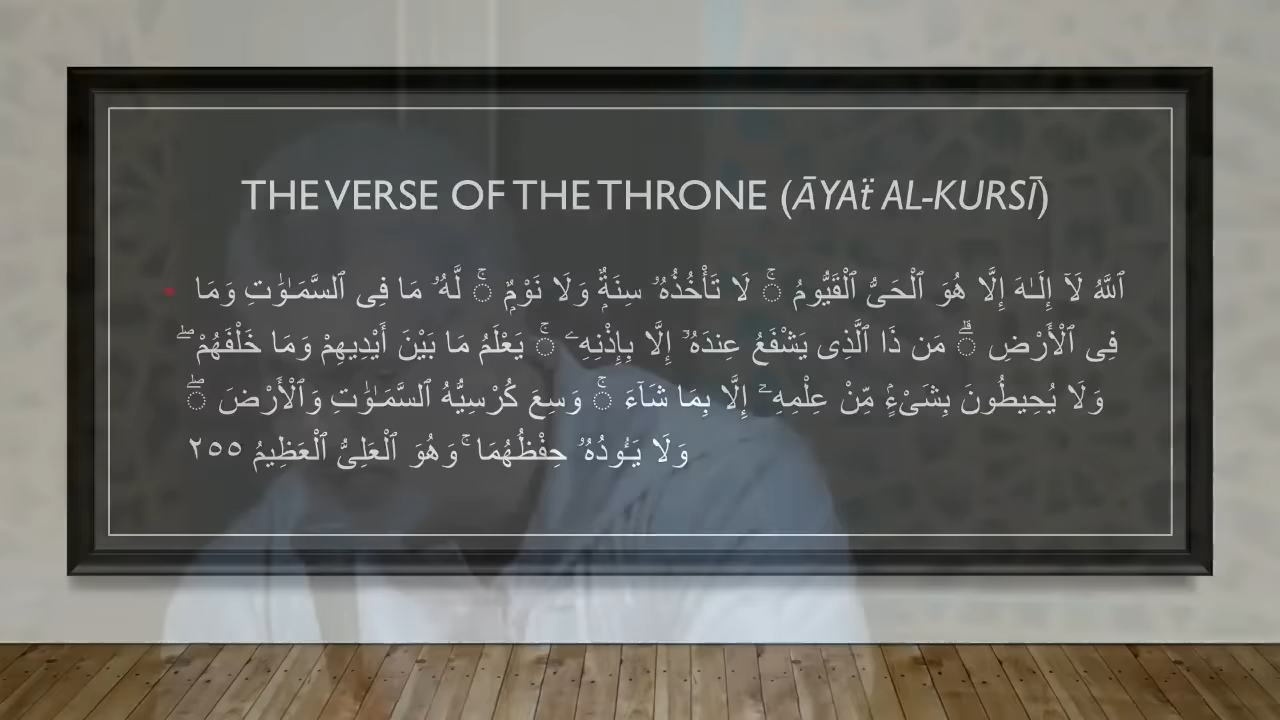 THE VERSE OF THE THRONE (ĀYAẗ AL-KURSĪ)
ٱللَّهُ لَآ إِلَـٰهَ إِلَّا هُوَ ٱلْحَىُّ ٱلْقَيُّومُ ۚ لَا تَأْخُذُهُۥ سِنَةٌۭ وَلَا نَوْمٌۭ ۚ لَّهُۥ مَا فِى ٱلسَّمَـٰوَٰتِ وَمَا
فِى ٱلْأَرْضِ ۗ مَن ذَا ٱلَّذِى يَشْفَعُ عِندَهُۥٓ إِلَّا بِإِذْنِهِۦ ۚ يَعْلَمُ مَا بَيْنَ أَيْدِيهِمْ وَمَا خَلْفَهُمْ ۖ
وَلَا يُحِيطُونَ بِشَىْءٍۢ مِّنْ عِلْمِهِۦٓ إِلَّا بِمَا شَآءَ ۚ وَسِعَ كُرْسِيُّهُ ٱلسَّمَـٰوَٰتِ وَٱلْأَرْضَ ۖ
وَلَا يَـُٔودُهُۥ حِفْظُهُمَا ۚ وَهُوَ ٱلْعَلِىُّ ٱلْعَظِيمُ ٢٥٥